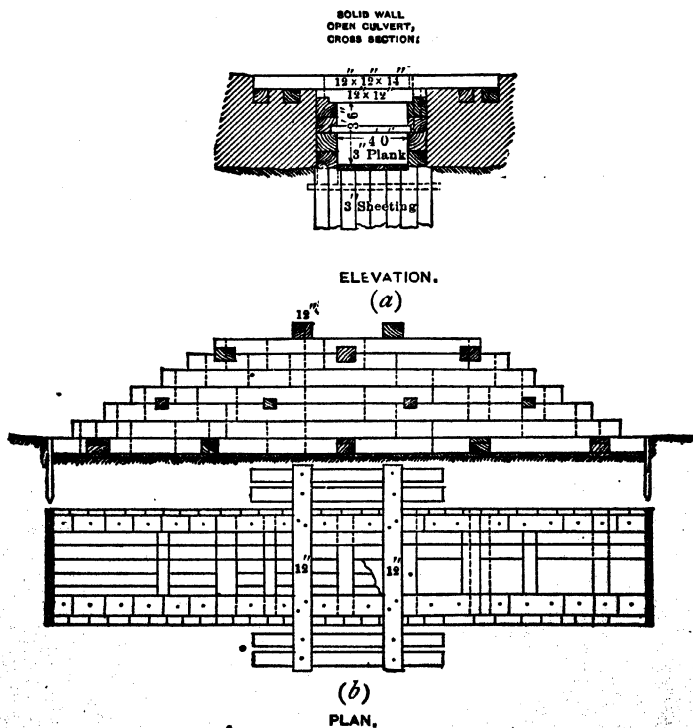 SOLID WALL
OPEN CULVERT,
CROSS SECTION:
12" × 12" × 14"
12" × 12"
3' 6"
4' 0"
3" Plank
3" Sheeting
ELEVATION.
(a)
12"
12"
12"
(b)
PLAN.